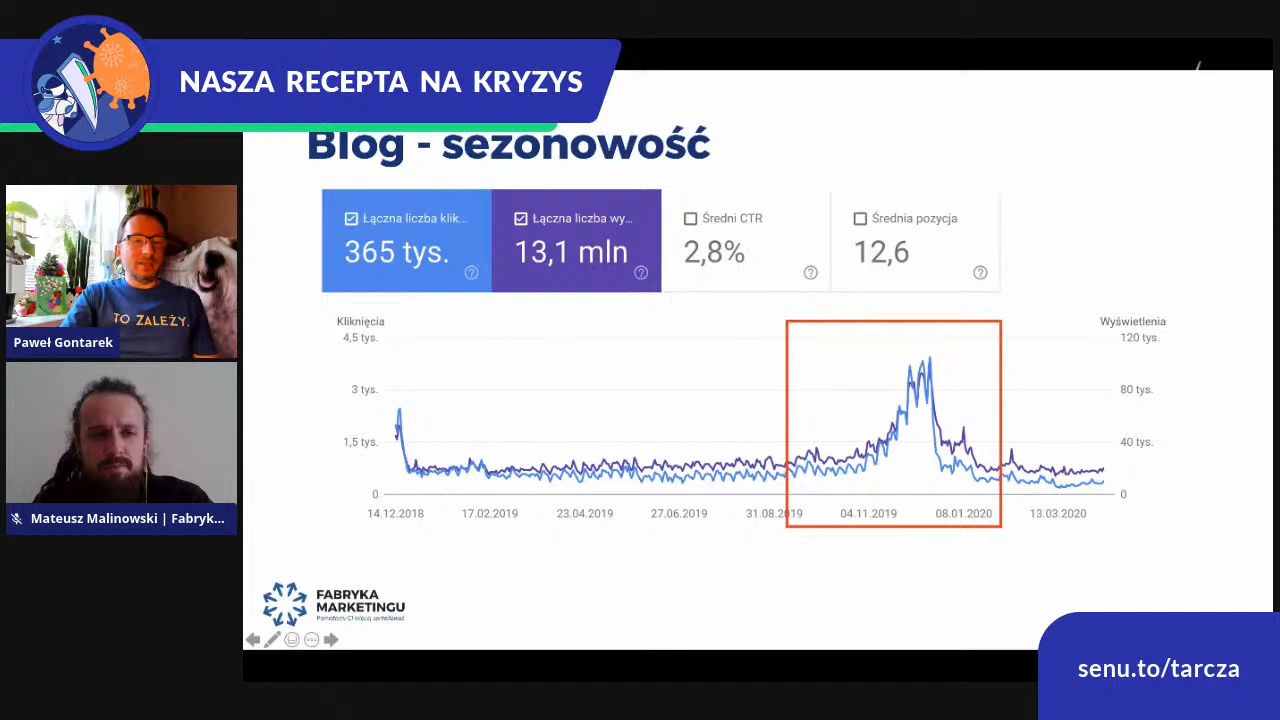 NASZA RECEPTA NA KRYZYS
Blog - sezonowość
Łączna liczba klik...
365 tys.
Łączna liczba wy...
13,1 mln
Średni CTR
2,8%
Średnia pozycja
12,6
Kliknięcia
Wyświetlenia
4,5 tys.
120 tys.
3 tys.
80 tys.
1,5 tys.
40 tys.
0
0
14.12.2018 17.02.2019 23.04.2019 27.06.2019 31.08.2019 04.11.2019 08.01.2020 13.03.2020
TO ZALEŻY.
Paweł Gontarek
Mateusz Malinowski | Fabryk...
FABRYKA
MARKETINGU
Pomożemy Ci więcej sprzedawać
senu.to/tarcza